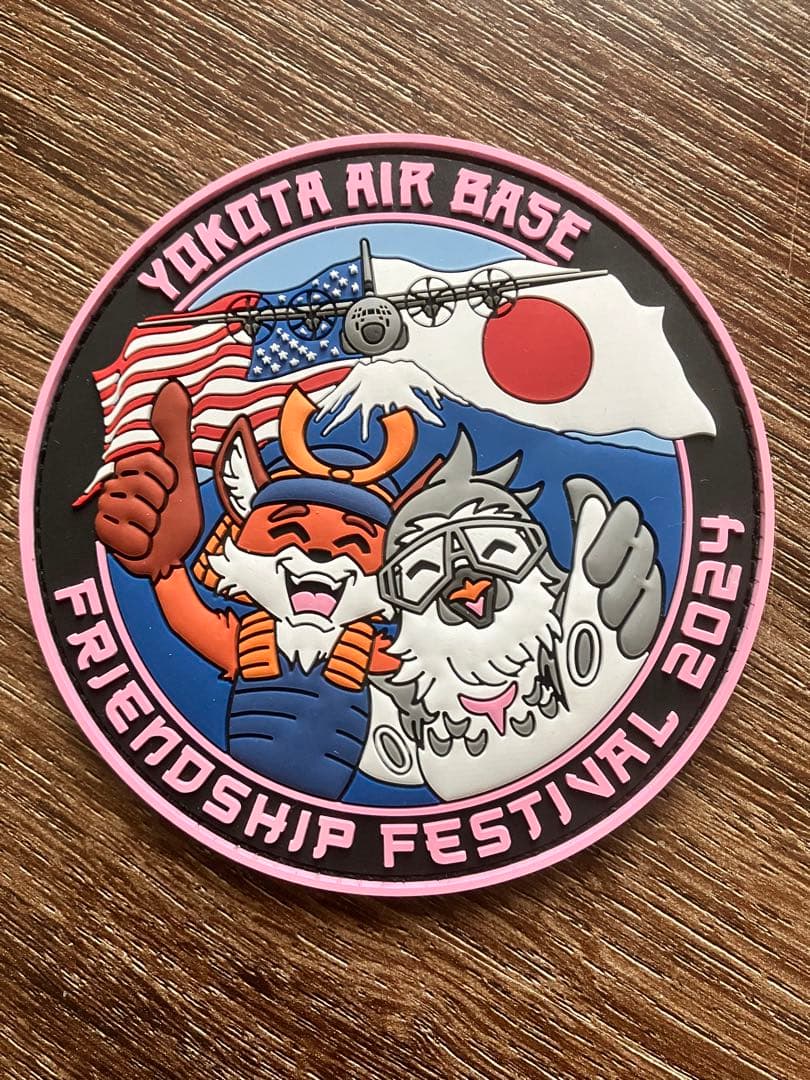 YOKOTA AIR BASE
FRIENDSHIP FESTIVAL 2024